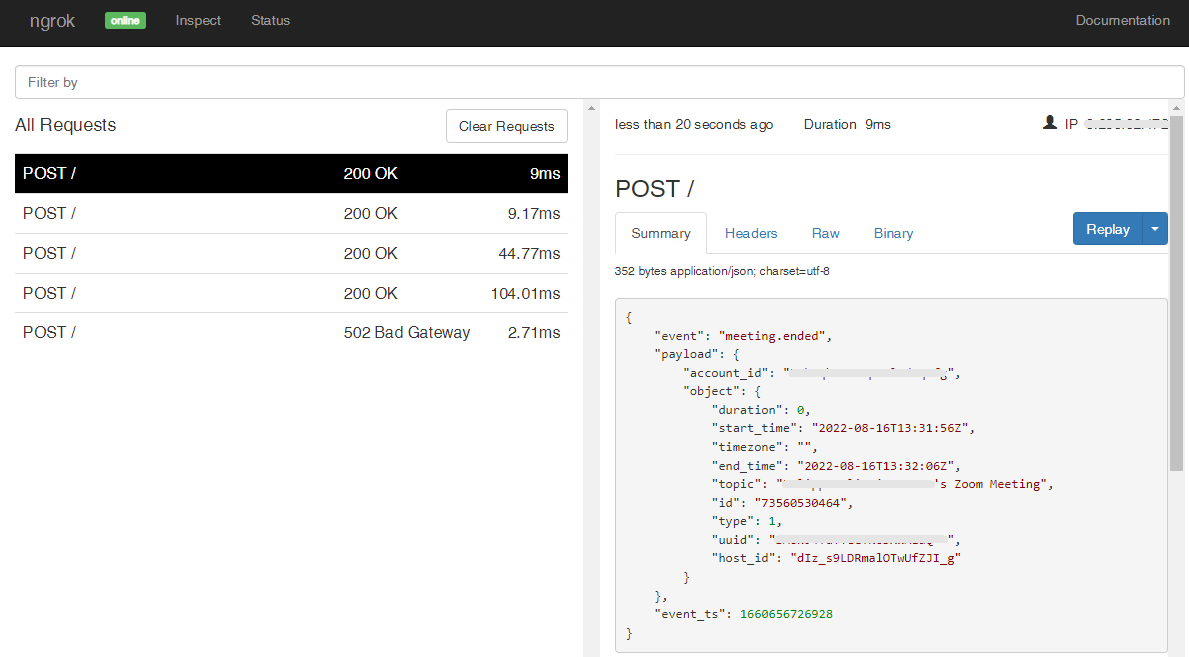 ngrok online Inspect Status Documentation
Filter by
All Requests Clear Requests
POST / 200 OK 9ms
POST / 200 OK 9.17ms
POST / 200 OK 44.77ms
POST / 200 OK 104.01ms
POST / 502 Bad Gateway 2.71ms
less than 20 seconds ago Duration 9ms IP
POST /
Summary Headers Raw Binary Replay
352 bytes application/json; charset=utf-8
{
"event": "meeting.ended",
"payload": {
"account_id": "",
"object": {
"duration": 0,
"start_time": "2022-08-16T13:31:56Z",
"timezone": "",
"end_time": "2022-08-16T13:32:06Z",
"topic": "'s Zoom Meeting",
"id": "73560530464",
"type": 1,
"uuid": "",
"host_id": "dIz_s9LDRmalOTwUfZJI_g"
}
},
"event_ts": 1660656726928
}